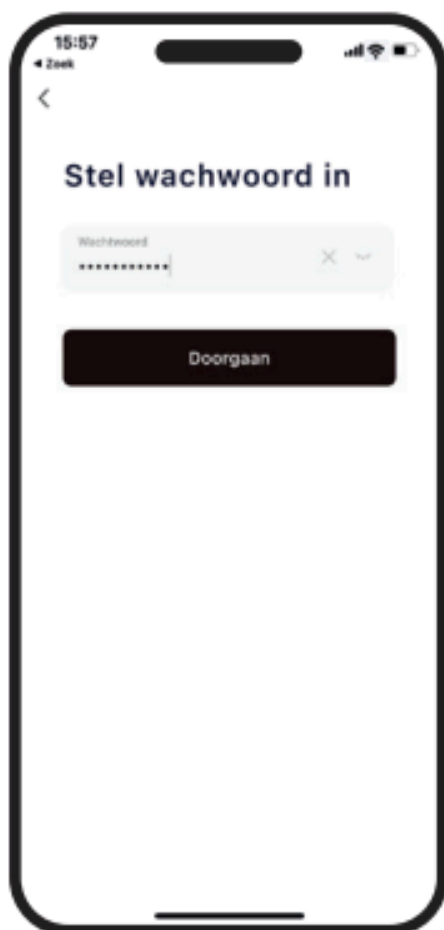 15:57
◀ Zoek
Stel wachwoord in
Wachtwoord
•••••••••••
Doorgaan